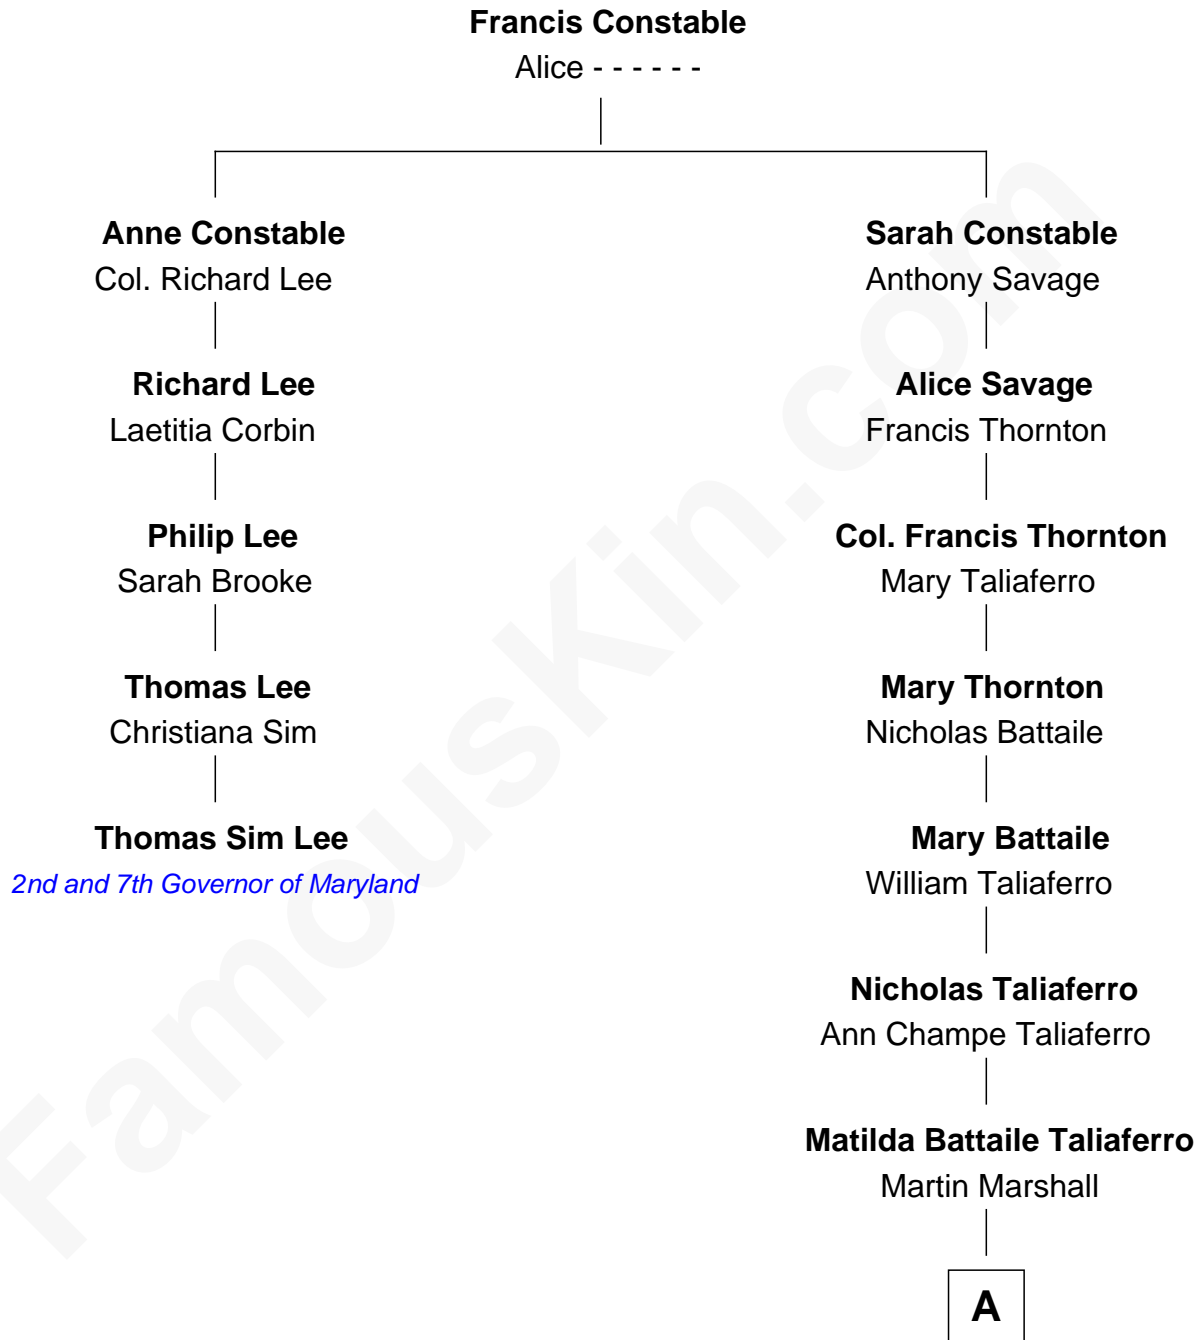 Francis Constable
Alice - - - - - -
Anne Constable
Col. Richard Lee
Sarah Constable
Anthony Savage
Richard Lee
Laetitia Corbin
Alice Savage
Francis Thornton
Philip Lee
Sarah Brooke
Col. Francis Thornton
Mary Taliaferro
Thomas Lee
Christiana Sim
Mary Thornton
Nicholas Battaile
Thomas Sim Lee
2nd and 7th Governor of Maryland
Mary Battaile
William Taliaferro
Nicholas Taliaferro
Ann Champe Taliaferro
Matilda Battaile Taliaferro
Martin Marshall
A
FamousKin.com